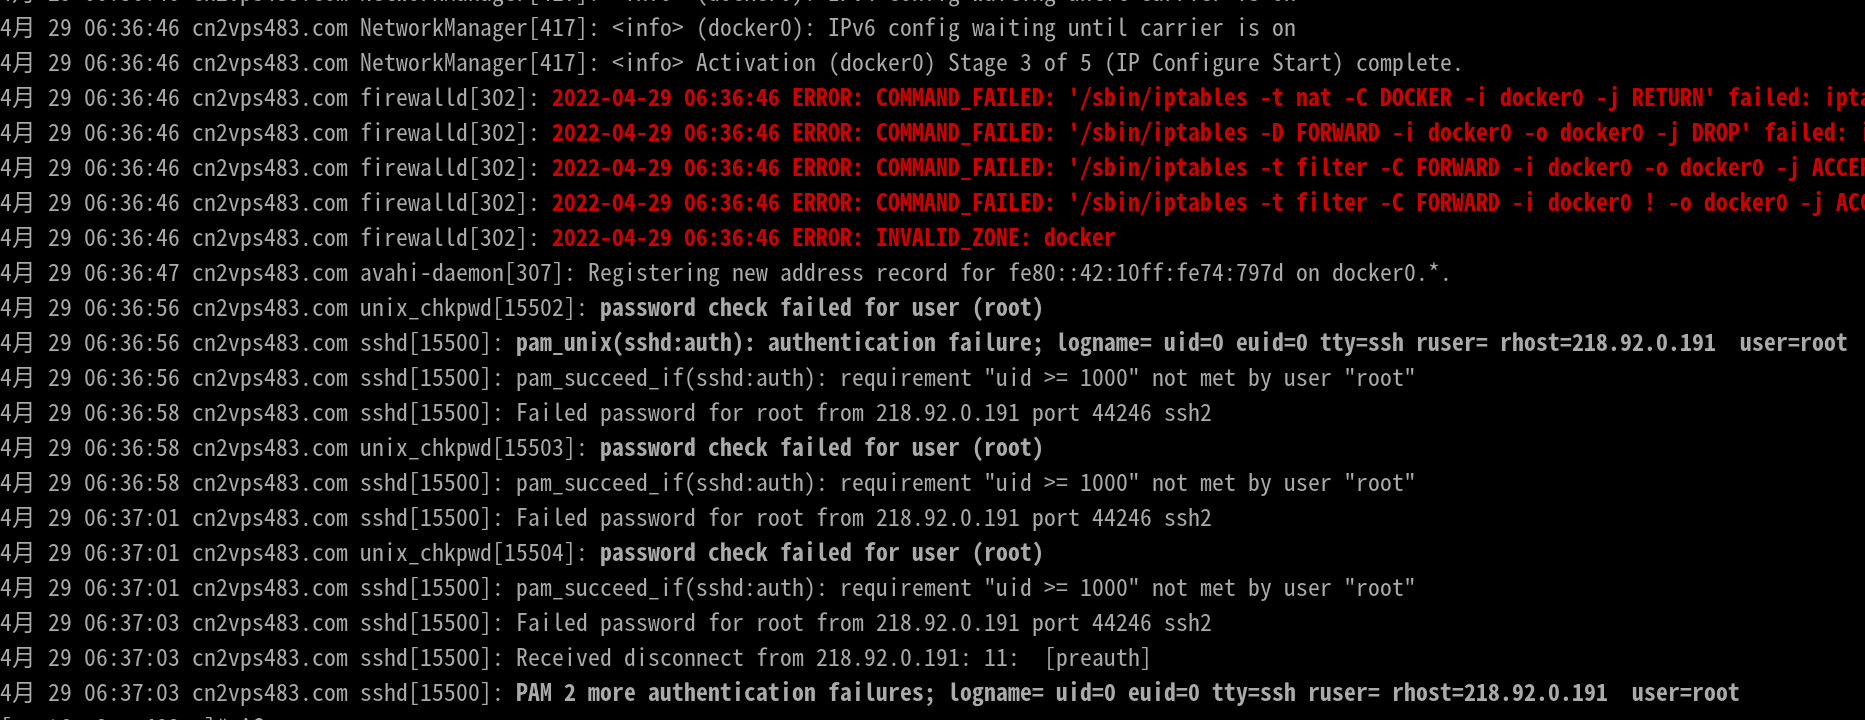 4月 29 06:36:46 cn2vps483.com NetworkManager[417]: <info> (docker0): IPv6 config waiting until carrier is on
4月 29 06:36:46 cn2vps483.com NetworkManager[417]: <info> Activation (docker0) Stage 3 of 5 (IP Configure Start) complete.
4月 29 06:36:46 cn2vps483.com firewalld[302]: 2022-04-29 06:36:46 ERROR: COMMAND_FAILED: '/sbin/iptables -t nat -C DOCKER -i docker0 -j RETURN' failed: ipta
4月 29 06:36:46 cn2vps483.com firewalld[302]: 2022-04-29 06:36:46 ERROR: COMMAND_FAILED: '/sbin/iptables -D FORWARD -i docker0 -o docker0 -j DROP' failed:
4月 29 06:36:46 cn2vps483.com firewalld[302]: 2022-04-29 06:36:46 ERROR: COMMAND_FAILED: '/sbin/iptables -t filter -C FORWARD -i docker0 -o docker0 -j ACCE
4月 29 06:36:46 cn2vps483.com firewalld[302]: 2022-04-29 06:36:46 ERROR: COMMAND_FAILED: '/sbin/iptables -t filter -C FORWARD -i docker0 ! -o docker0 -j AC
4月 29 06:36:46 cn2vps483.com firewalld[302]: 2022-04-29 06:36:46 ERROR: INVALID_ZONE: docker
4月 29 06:36:47 cn2vps483.com avahi-daemon[307]: Registering new address record for fe80::42:10ff:fe74:797d on docker0.*.
4月 29 06:36:56 cn2vps483.com unix_chkpwd[15502]: password check failed for user (root)
4月 29 06:36:56 cn2vps483.com sshd[15500]: pam_unix(sshd:auth): authentication failure; logname= uid=0 euid=0 tty=ssh ruser= rhost=218.92.0.191  user=root
4月 29 06:36:56 cn2vps483.com sshd[15500]: pam_succeed_if(sshd:auth): requirement "uid >= 1000" not met by user "root"
4月 29 06:36:58 cn2vps483.com sshd[15500]: Failed password for root from 218.92.0.191 port 44246 ssh2
4月 29 06:36:58 cn2vps483.com unix_chkpwd[15503]: password check failed for user (root)
4月 29 06:36:58 cn2vps483.com sshd[15500]: pam_succeed_if(sshd:auth): requirement "uid >= 1000" not met by user "root"
4月 29 06:37:01 cn2vps483.com sshd[15500]: Failed password for root from 218.92.0.191 port 44246 ssh2
4月 29 06:37:01 cn2vps483.com unix_chkpwd[15504]: password check failed for user (root)
4月 29 06:37:01 cn2vps483.com sshd[15500]: pam_succeed_if(sshd:auth): requirement "uid >= 1000" not met by user "root"
4月 29 06:37:03 cn2vps483.com sshd[15500]: Failed password for root from 218.92.0.191 port 44246 ssh2
4月 29 06:37:03 cn2vps483.com sshd[15500]: Received disconnect from 218.92.0.191: 11:  [preauth]
4月 29 06:37:03 cn2vps483.com sshd[15500]: PAM 2 more authentication failures; logname= uid=0 euid=0 tty=ssh ruser= rhost=218.92.0.191  user=root